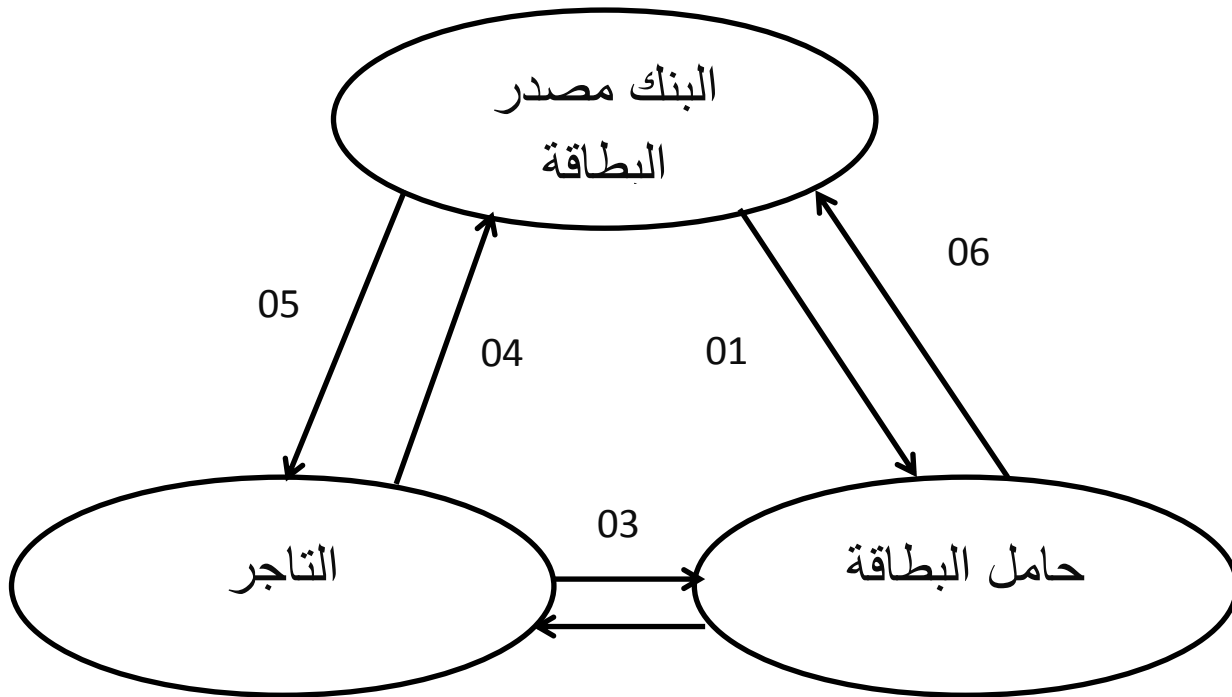 البنك مصدر
البطاقة
06
05
04
01
03
حامل البطاقة
التاجر